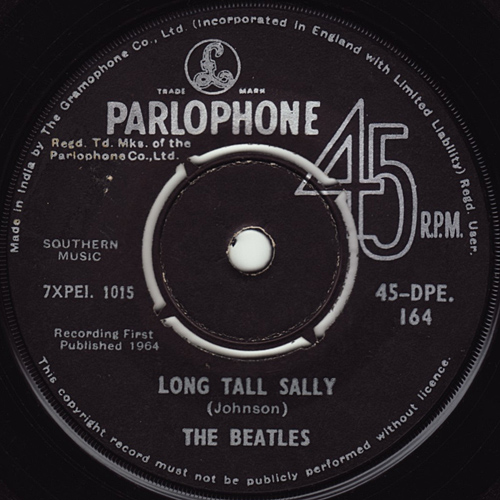 Made in India by The Gramophone Co., Ltd. (Incorporated in England with Limited Liability) Regd. User.
£
TRADE MARK
PARLOPHONE
Regd. Td. Mks. of the
Parlophone Co., Ltd.
45
R.P.M.
SOUTHERN
MUSIC
7XPEI. 1015
45-DPE.
164
Recording First
Published 1964
LONG TALL SALLY
(Johnson)
THE BEATLES
This copyright record must not be publicly performed without licence.